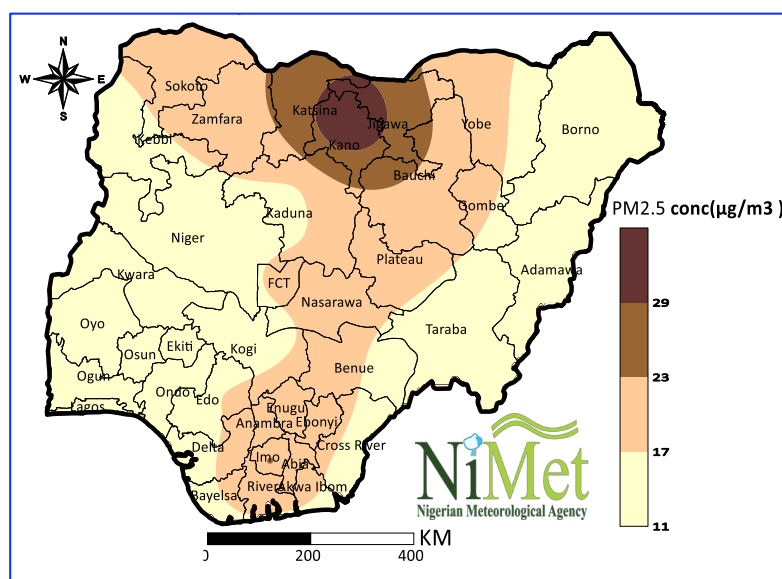 N
W E
S
Sokoto
Katsina
Zamfara
Jigawa
Yobe
Borno
Kebbi
Kano
Bauchi
Gombe
Kaduna
PM2.5 conc(µg/m3 )
Niger
Plateau
Adamawa
Kwara
FCT
Nasarawa
29
Oyo
Taraba
Ekiti
Kogi
Osun
Benue
Ogun
23
Ondo
Edo
Lagos
Enugu
Anambra
Ebonyi
Delta
Cross River
17
Imo
Abia
Bayelsa
Rivers
Akwa Ibom
NiMet
Nigerian Meteorological Agency
11
KM
0 200 400